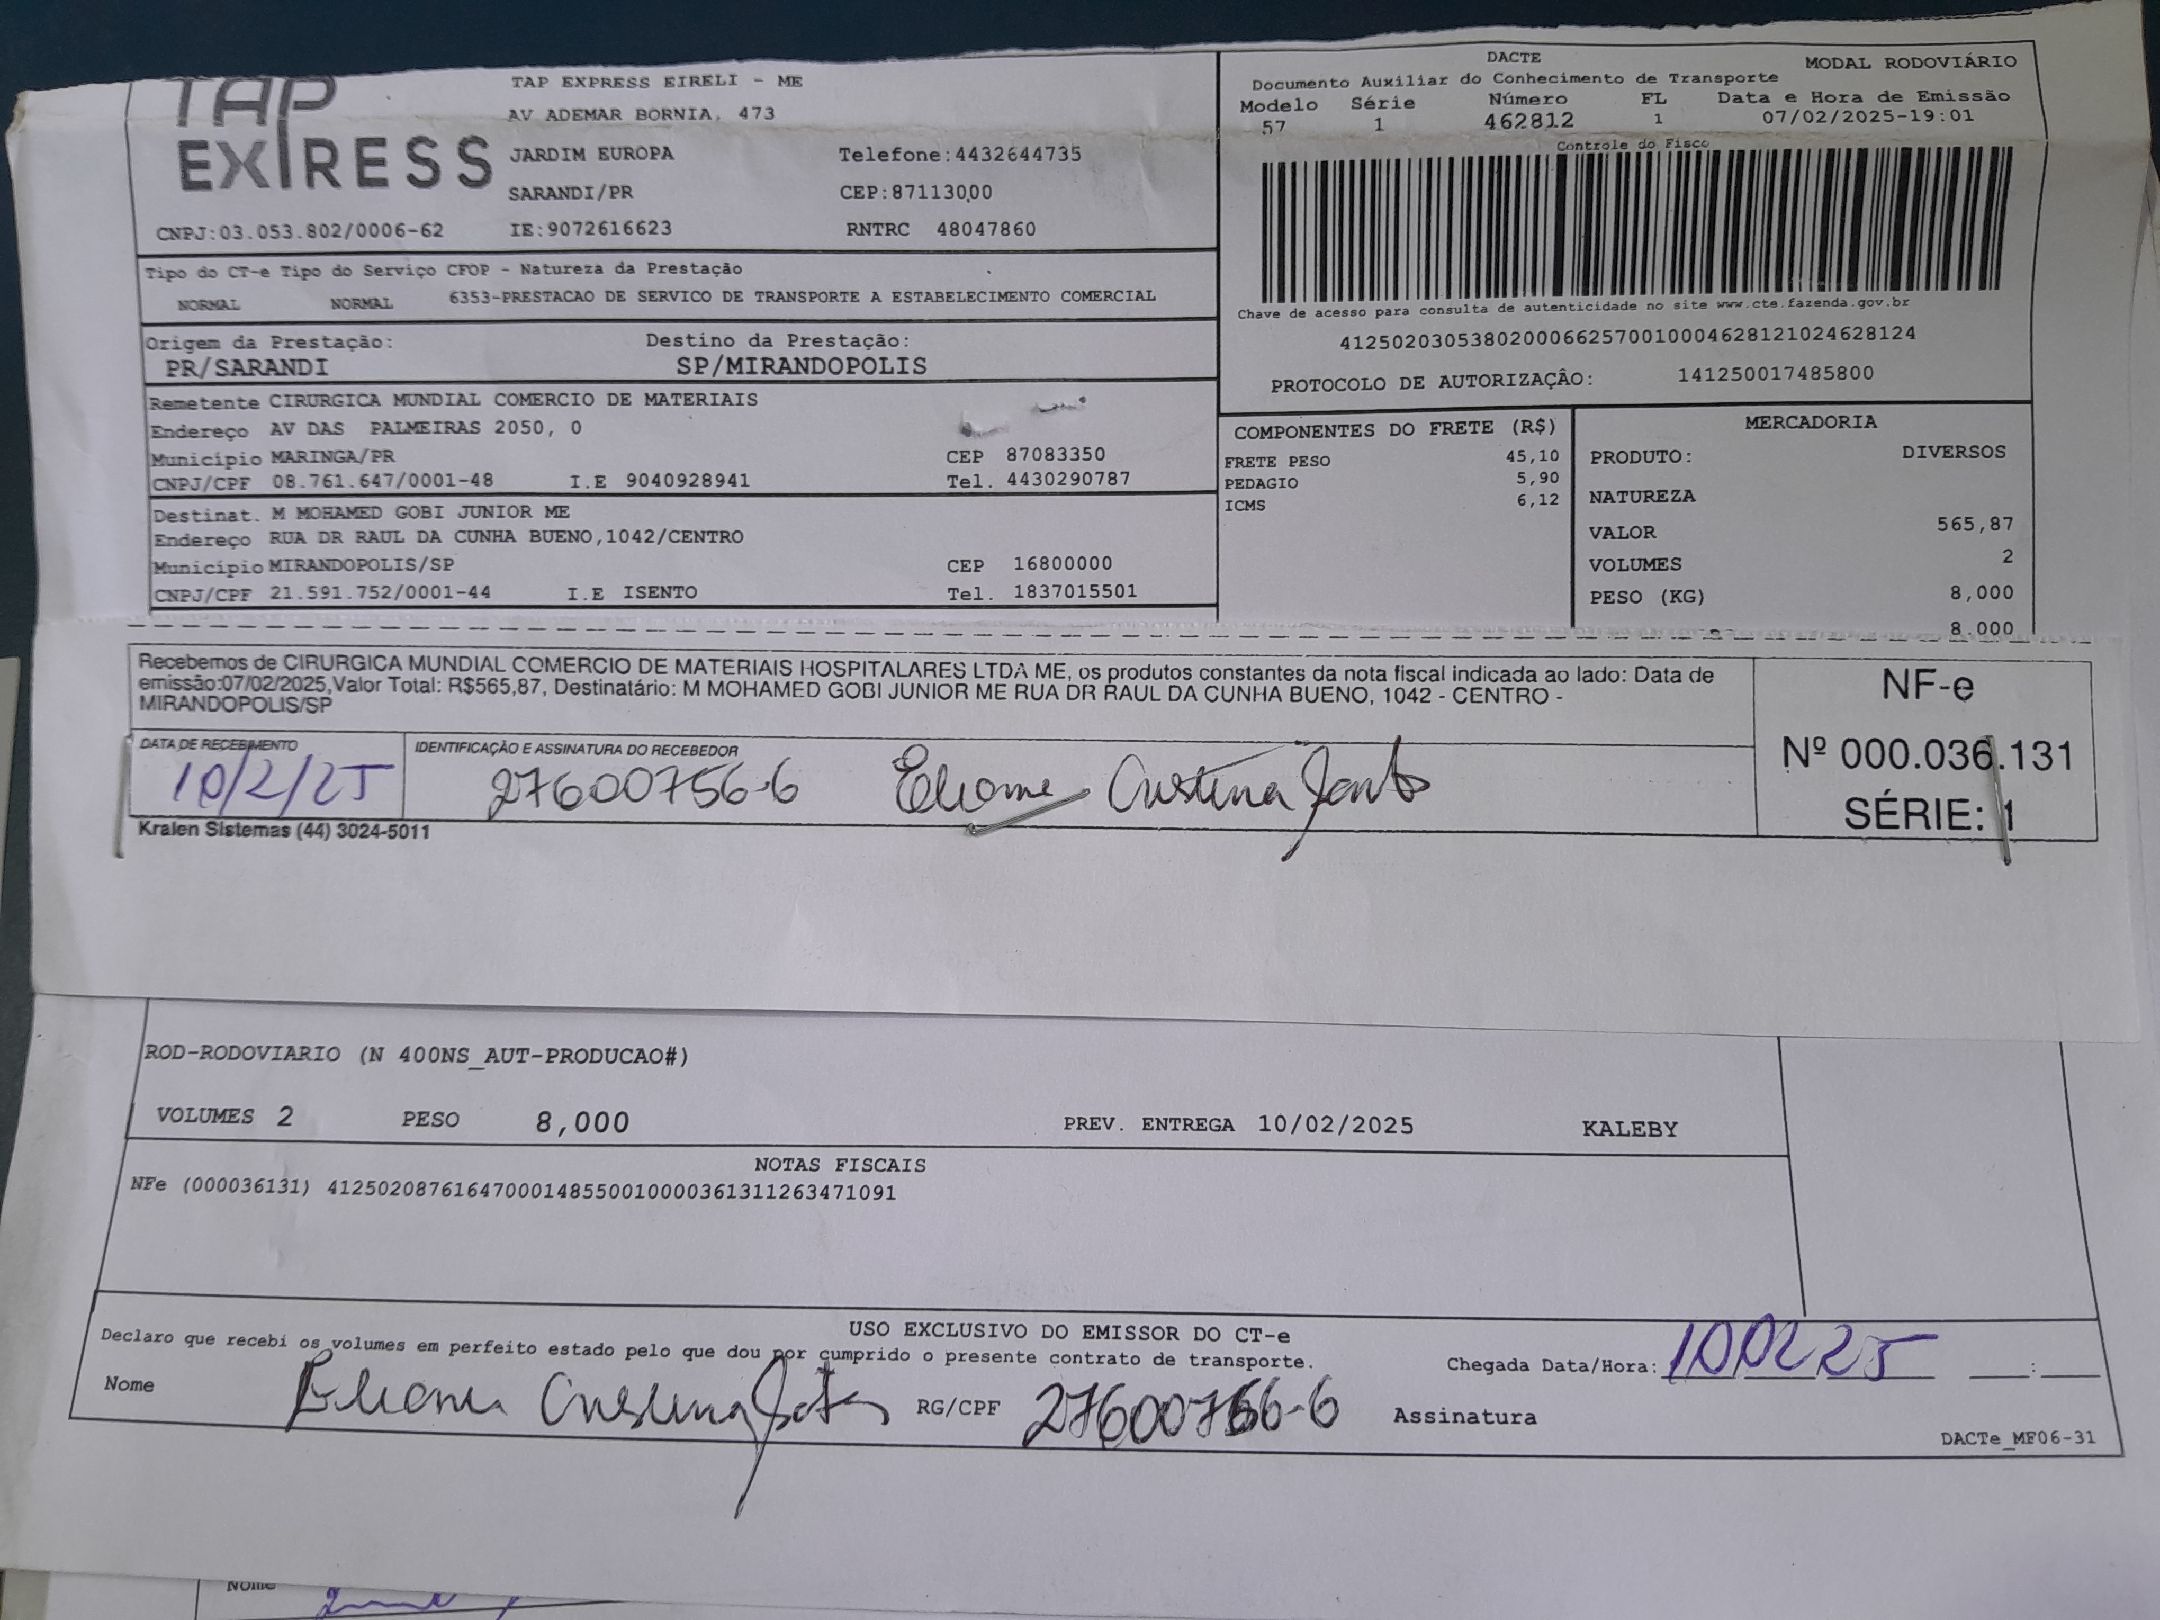 TAP EXPRESS
TAP EXPRESS EIRELI - ME
AV ADEMAR BORNIA, 473
JARDIM EUROPA Telefone:4432644735
SARANDI/PR CEP:87113000
CNPJ:03.053.802/0006-62 IE:9072616623 RNTRC 48047860
DACTE MODAL RODOVIÁRIO
Documento Auxiliar do Conhecimento de Transporte
Modelo Série Número FL Data e Hora de Emissão
57 1 462812 1 07/02/2025-19:01
Controle do Fisco
Chave de acesso para consulta de autenticidade no site www.cte.fazenda.gov.br
41250203053802000662570010004628121024628124
PROTOCOLO DE AUTORIZAÇÂO: 141250017485800
Tipo do CT-e Tipo do Serviço CFOP - Natureza da Prestação
NORMAL NORMAL 6353-PRESTACAO DE SERVICO DE TRANSPORTE A ESTABELECIMENTO COMERCIAL
Origem da Prestação: Destino da Prestação:
PR/SARANDI SP/MIRANDOPOLIS
Remetente CIRURGICA MUNDIAL COMERCIO DE MATERIAIS
Endereço AV DAS PALMEIRAS 2050, 0
Município MARINGA/PR CEP 87083350
CNPJ/CPF 08.761.647/0001-48 I.E 9040928941 Tel. 4430290787
Destinat. M MOHAMED GOBI JUNIOR ME
Endereço RUA DR RAUL DA CUNHA BUENO,1042/CENTRO
Município MIRANDOPOLIS/SP CEP 16800000
CNPJ/CPF 21.591.752/0001-44 I.E ISENTO Tel. 1837015501
COMPONENTES DO FRETE (R$)
FRETE PESO 45,10
PEDAGIO 5,90
ICMS 6,12
MERCADORIA
PRODUTO: DIVERSOS
NATUREZA
VALOR 565,87
VOLUMES 2
PESO (KG) 8,000
8,000
Recebemos de CIRURGICA MUNDIAL COMERCIO DE MATERIAIS HOSPITALARES LTDA ME, os produtos constantes da nota fiscal indicada ao lado: Data de
emissão:07/02/2025,Valor Total: R$565,87, Destinatário: M MOHAMED GOBI JUNIOR ME RUA DR RAUL DA CUNHA BUENO, 1042 - CENTRO -
MIRANDOPOLIS/SP
DATA DE RECEBIMENTO IDENTIFICAÇÃO E ASSINATURA DO RECEBEDOR
10/2/25 27600756-6 Eliane Cristina
Kralen Sistemas (44) 3024-5011
NF-e
Nº 000.036.131
SÉRIE: 1
ROD-RODOVIARIO (N 400NS_AUT-PRODUCAO#)
VOLUMES 2 PESO 8,000 PREV. ENTREGA 10/02/2025 KALEBY
NOTAS FISCAIS
NFe (000036131) 41250208761647000148550010000361311263471091
USO EXCLUSIVO DO EMISSOR DO CT-e
Declaro que recebi os volumes em perfeito estado pelo que dou por cumprido o presente contrato de transporte.
Chegada Data/Hora: 10 02 25 :
Nome Eliane Cristina RG/CPF 27600756-6 Assinatura
DACTe_MF06-31
Nome